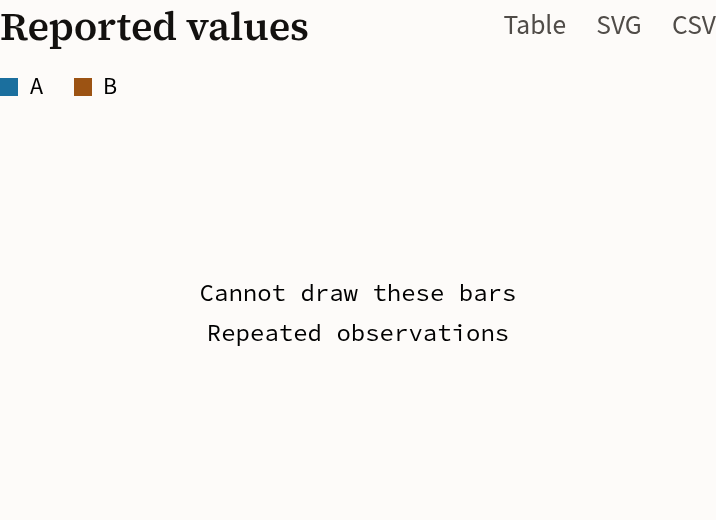 Reported values
Table SVG CSV
A B
Cannot draw these bars
Repeated observations